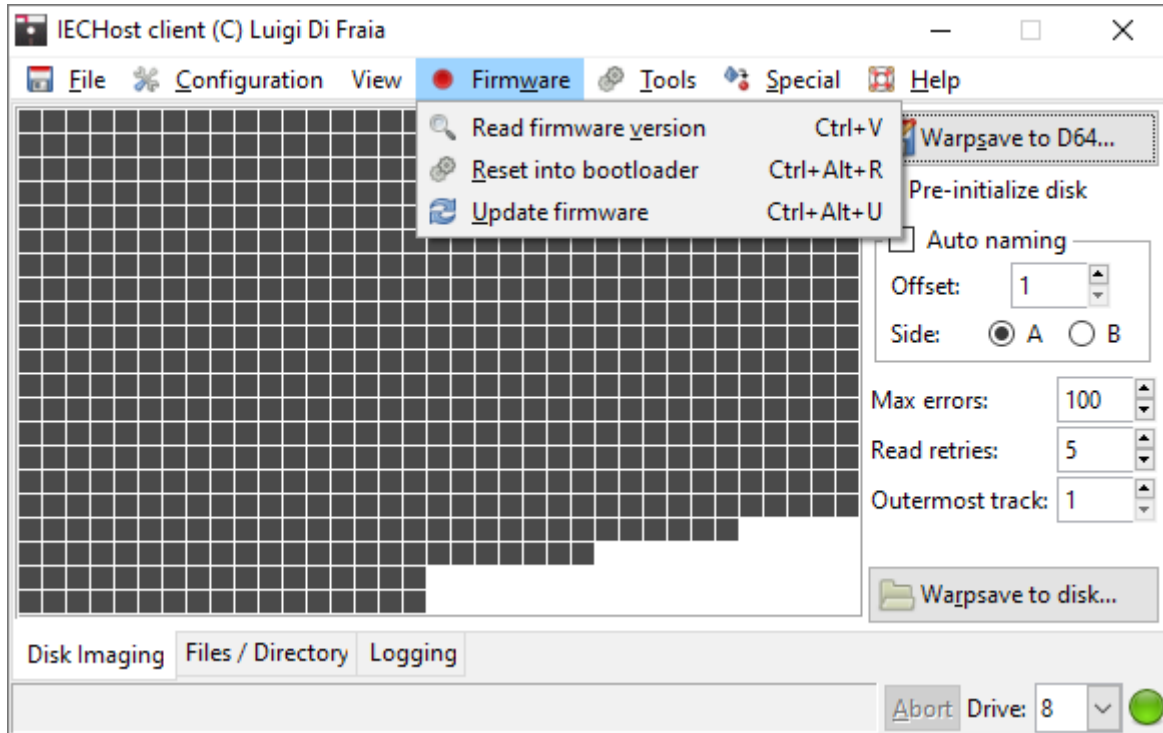 IECHost client (C) Luigi Di Fraia
File Configuration View Firmware Tools Special Help
Read firmware version Ctrl+V
Reset into bootloader Ctrl+Alt+R
Update firmware Ctrl+Alt+U
Warpsave to D64...
Pre-initialize disk
Auto naming
Offset: 1
Side: A B
Max errors: 100
Read retries: 5
Outermost track: 1
Warpsave to disk...
Disk Imaging Files / Directory Logging
Abort Drive: 8